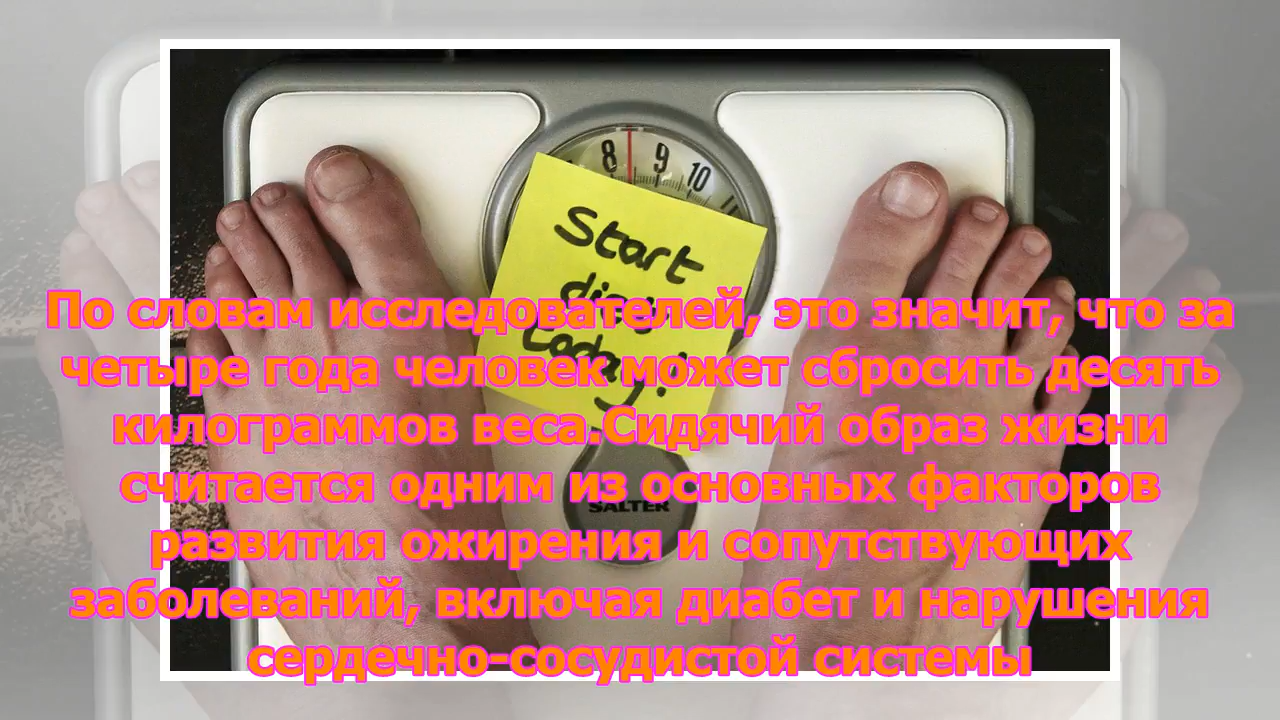 8 9 10
Start
diet
today!
По словам исследователей, это значит, что за
четыре года человек может сбросить десять
килограммов веса.Сидячий образ жизни
считается одним из основных факторов
развития ожирения и сопутствующих
заболеваний, включая диабет и нарушения
сердечно-сосудистой системы
SALTER